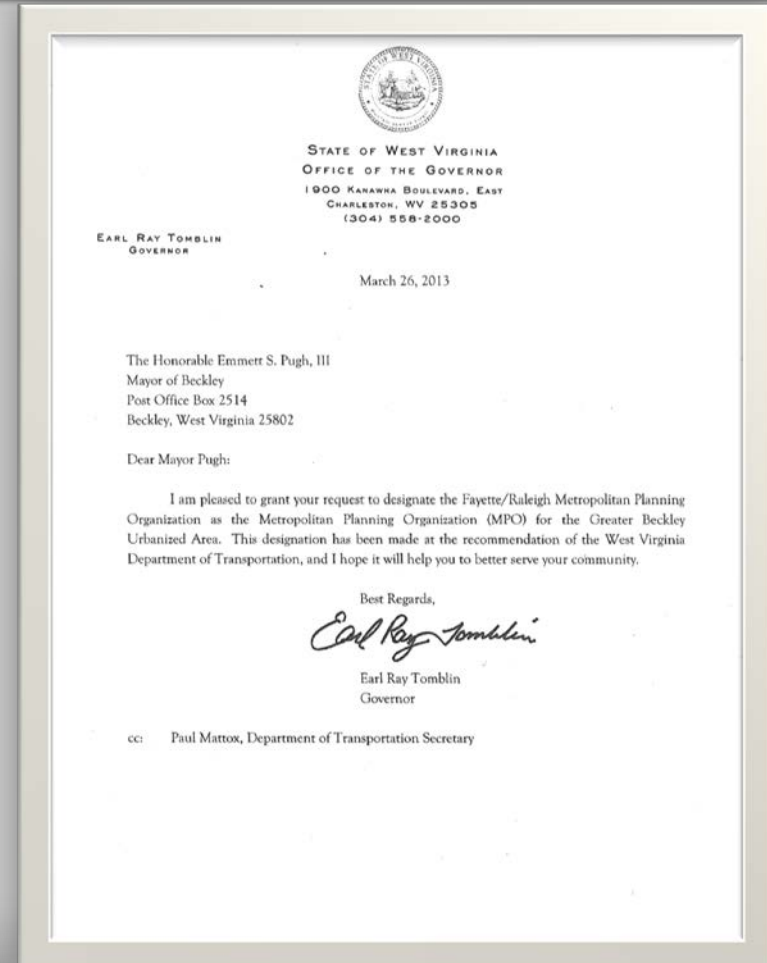 STATE OF WEST VIRGINIA
STATE OF WEST VIRGINIA
OFFICE OF THE GOVERNOR
1900 KANAWHA BOULEVARD, EAST
CHARLESTON, WV 25305
(304) 558-2000
EARL RAY TOMBLIN
GOVERNOR
March 26, 2013
The Honorable Emmett S. Pugh, III
Mayor of Beckley
Post Office Box 2514
Beckley, West Virginia 25802
Dear Mayor Pugh:
I am pleased to grant your request to designate the Fayette/Raleigh Metropolitan Planning
Organization as the Metropolitan Planning Organization (MPO) for the Greater Beckley
Urbanized Area. This designation has been made at the recommendation of the West Virginia
Department of Transportation, and I hope it will help you to better serve your community.
Best Regards,
Earl Ray Tomblin
Earl Ray Tomblin
Governor
cc: Paul Mattox, Department of Transportation Secretary